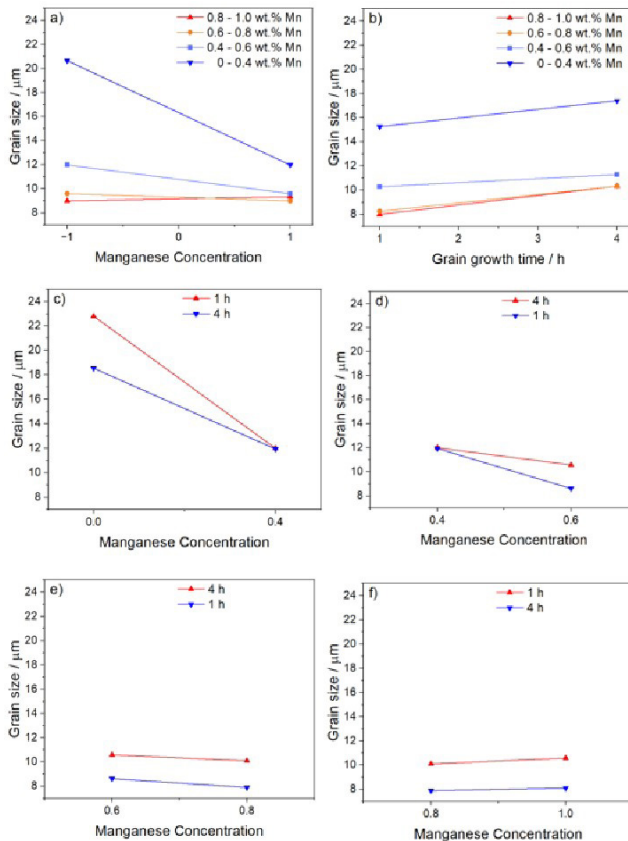 a)
0.8 - 1.0 wt.% Mn
0.6 - 0.8 wt.% Mn
0.4 - 0.6 wt.% Mn
0 - 0.4 wt.% Mn
Grain size / μm
24
22
20
18
16
14
12
10
8
−1
0
1
Manganese Concentration
b)
0.8 - 1.0 wt.% Mn
0.6 - 0.8 wt.% Mn
0.4 - 0.6 wt.% Mn
0 - 0.4 wt.% Mn
Grain size / μm
24
22
20
18
16
14
12
10
8
1
2
3
4
Grain growth time / h
c)
1 h
4 h
Grain size / μm
24
22
20
18
16
14
12
10
8
0.0
0.4
Manganese Concentration
d)
4 h
1 h
Grain size / μm
24
22
20
18
16
14
12
10
8
0.4
0.6
Manganese Concentration
e)
4 h
1 h
Grain size / μm
24
22
20
18
16
14
12
10
8
0.6
0.8
Manganese Concentration
f)
1 h
4 h
Grain size / μm
24
22
20
18
16
14
12
10
8
0.8
1.0
Manganese Concentration